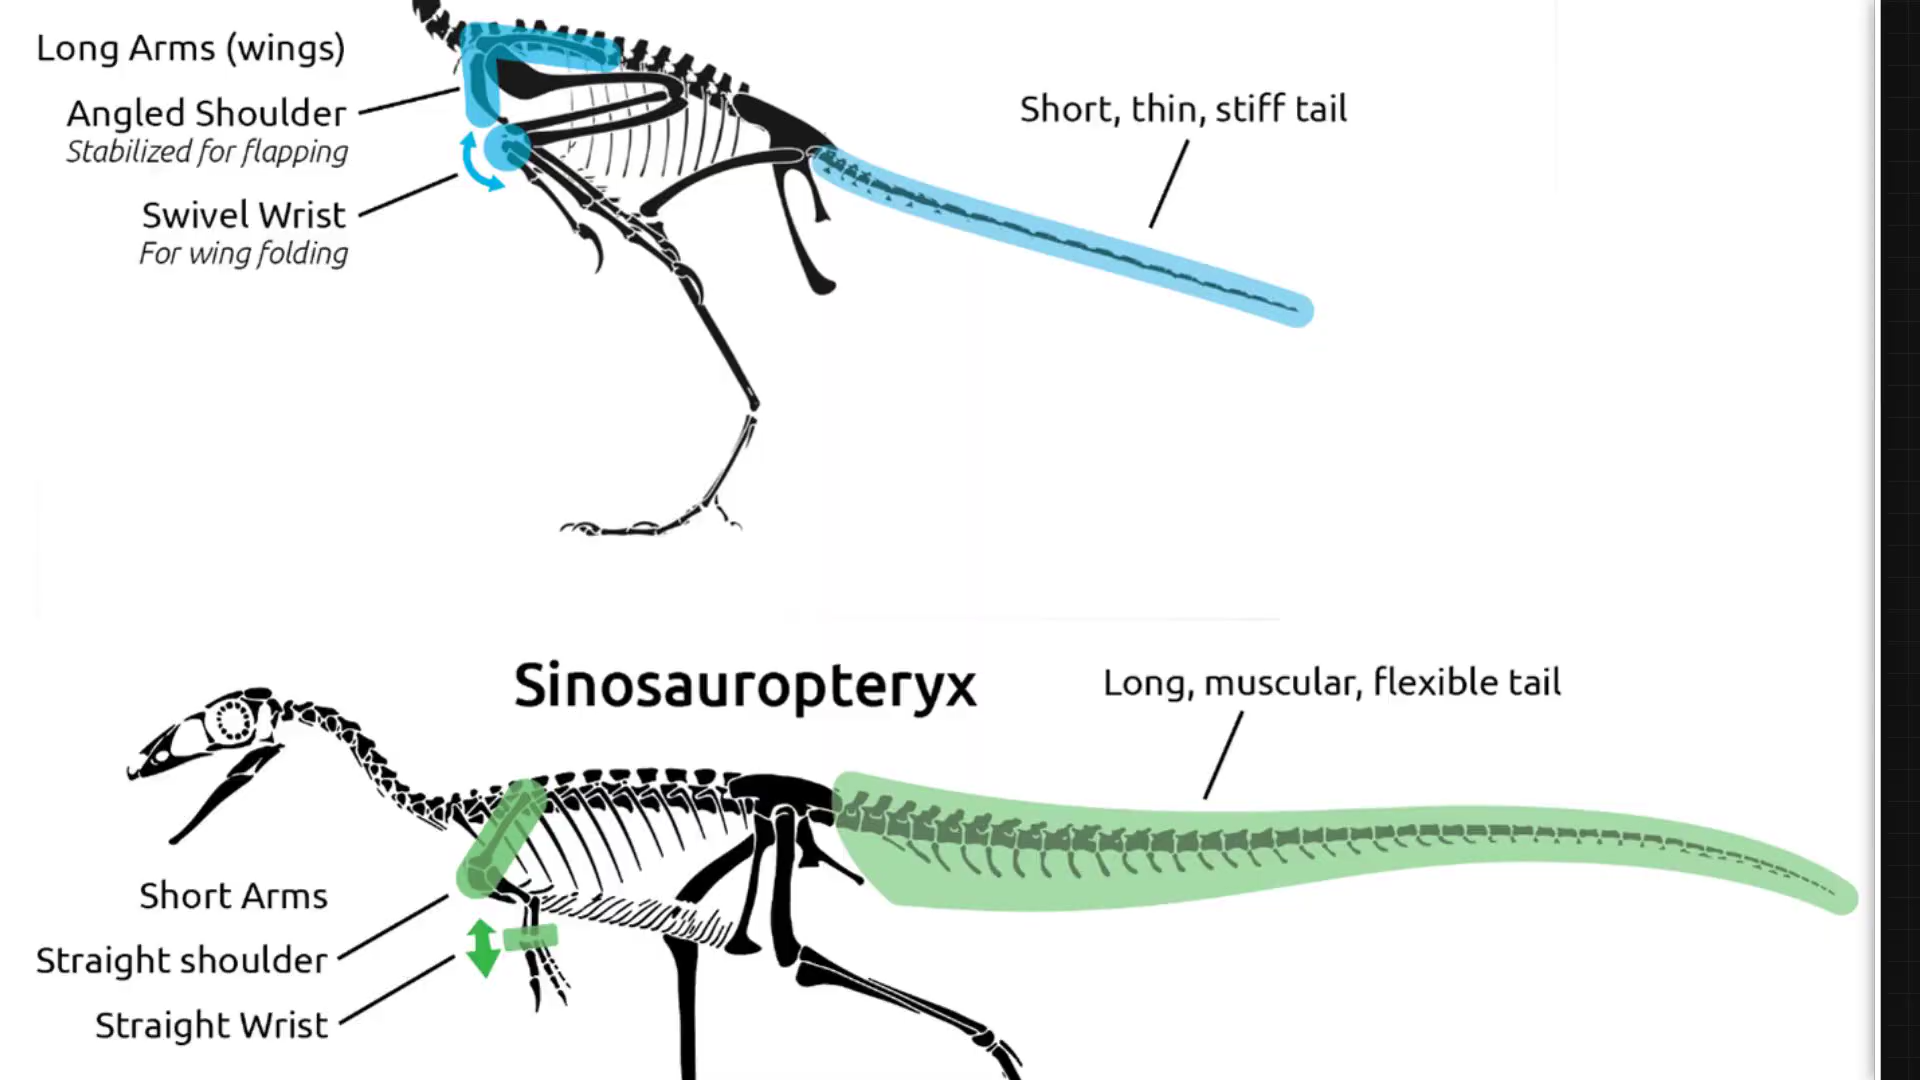 Long Arms (wings)
Angled Shoulder
Stabilized for flapping
Swivel Wrist
For wing folding
Short, thin, stiff tail
Sinosauropteryx
Long, muscular, flexible tail
Short Arms
Straight shoulder
Straight Wrist